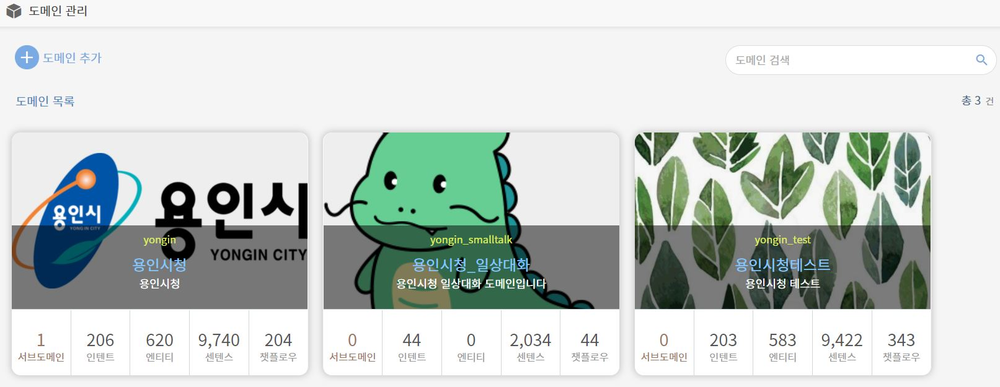 도메인 관리
도메인 추가
도메인 검색
도메인 목록
총 3 건
용인시
YONGIN CITY
용인시
YONGIN CITY
yongin
용인시청
용인시청
1 206 620 9,740 204
서브도메인 인텐트 엔티티 센텐스 챗플로우
yongin_smalltalk
용인시청_일상대화
용인시청 일상대화 도메인입니다
0 44 0 2,034 44
서브도메인 인텐트 엔티티 센텐스 챗플로우
yongin_test
용인시청테스트
용인시청 테스트
0 203 583 9,422 343
서브도메인 인텐트 엔티티 센텐스 챗플로우